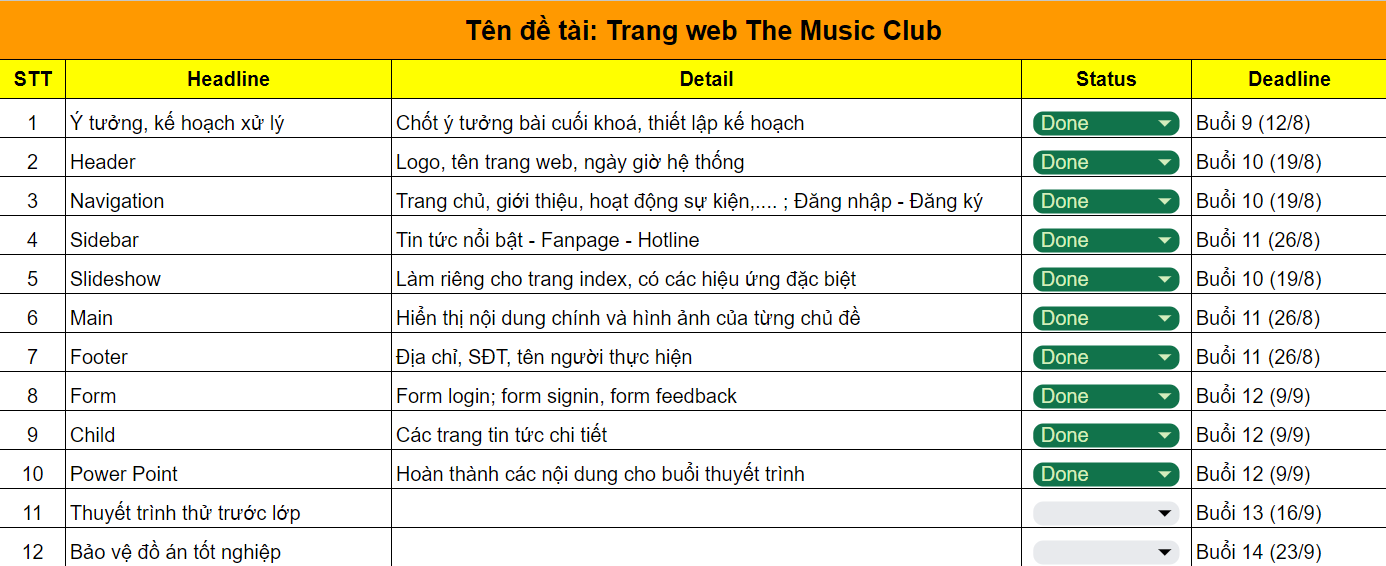 Tên đề tài: Trang web The Music Club
STT Headline Detail Status Deadline
1 Ý tưởng, kế hoạch xử lý Chốt ý tưởng bài cuối khoá, thiết lập kế hoạch Done Buổi 9 (12/8)
2 Header Logo, tên trang web, ngày giờ hệ thống Done Buổi 10 (19/8)
3 Navigation Trang chủ, giới thiệu, hoạt động sự kiện,.... ; Đăng nhập - Đăng ký Done Buổi 10 (19/8)
4 Sidebar Tin tức nổi bật - Fanpage - Hotline Done Buổi 11 (26/8)
5 Slideshow Làm riêng cho trang index, có các hiệu ứng đặc biệt Done Buổi 10 (19/8)
6 Main Hiển thị nội dung chính và hình ảnh của từng chủ đề Done Buổi 11 (26/8)
7 Footer Địa chỉ, SĐT, tên người thực hiện Done Buổi 11 (26/8)
8 Form Form login; form signin, form feedback Done Buổi 12 (9/9)
9 Child Các trang tin tức chi tiết Done Buổi 12 (9/9)
10 Power Point Hoàn thành các nội dung cho buổi thuyết trình Done Buổi 12 (9/9)
11 Thuyết trình thử trước lớp Buổi 13 (16/9)
12 Bảo vệ đồ án tốt nghiệp Buổi 14 (23/9)